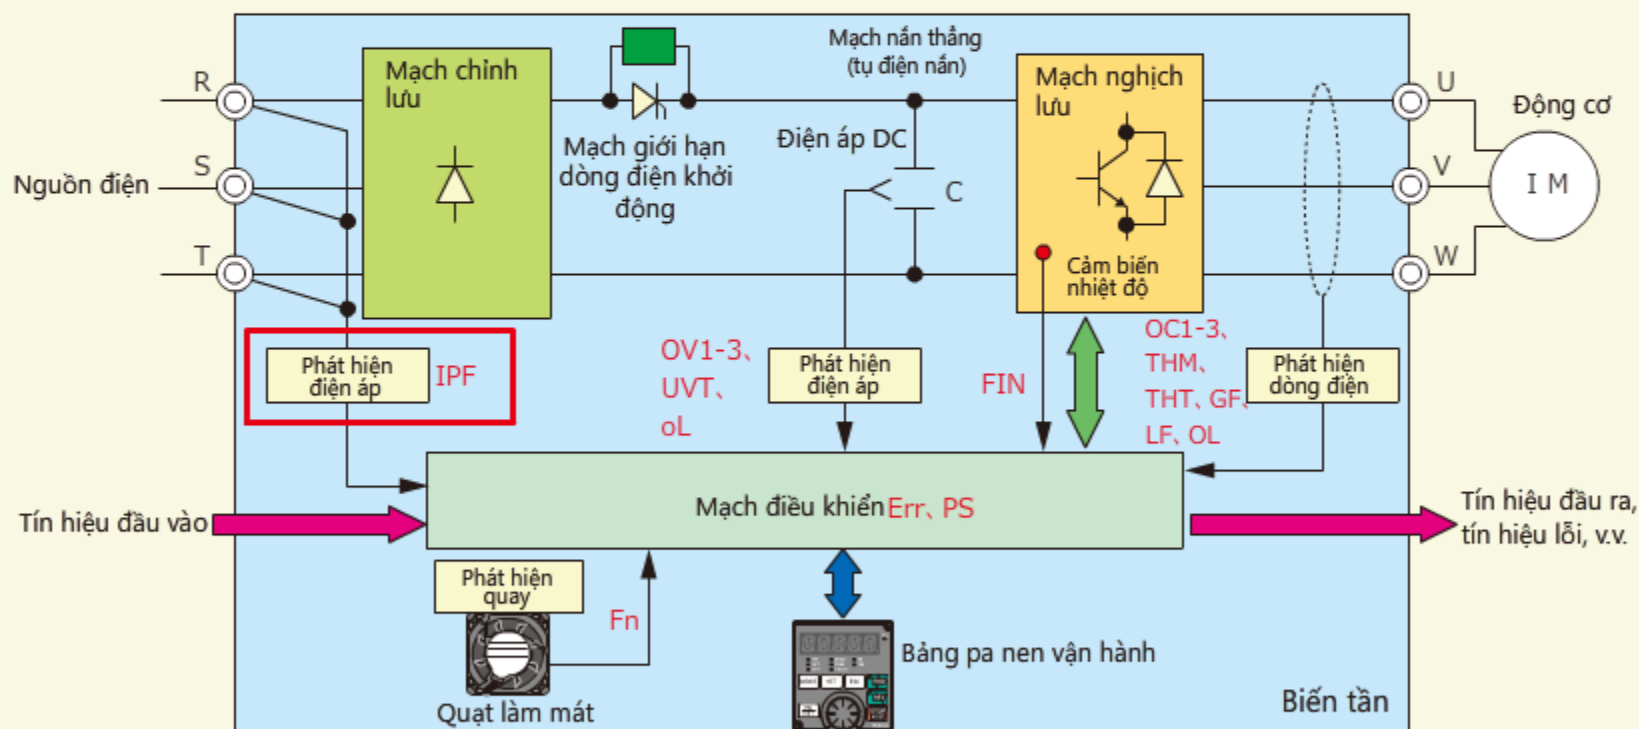 Mạch nắn thẳng
(tụ điện nắn)
R
Mạch chỉnh
lưu
Mạch nghịch
lưu
U
Động cơ
Mạch giới hạn
dòng điện khởi
động
Điện áp DC
S
Nguồn điện
C
V
I M
T
W
Cảm biến
nhiệt độ
Phát hiện
điện áp
IPF
OV1-3、
UVT、
oL
Phát hiện
điện áp
FIN
OC1-3、
THM、
THT、GF、
LF、OL
Phát hiện
dòng điện
Mạch điều khiển Err、PS
Tín hiệu đầu vào
Tín hiệu đầu ra,
tín hiệu lỗi, v.v.
Phát hiện
quay
Fn
Bảng pa nen vận hành
Quạt làm mát
Biến tần